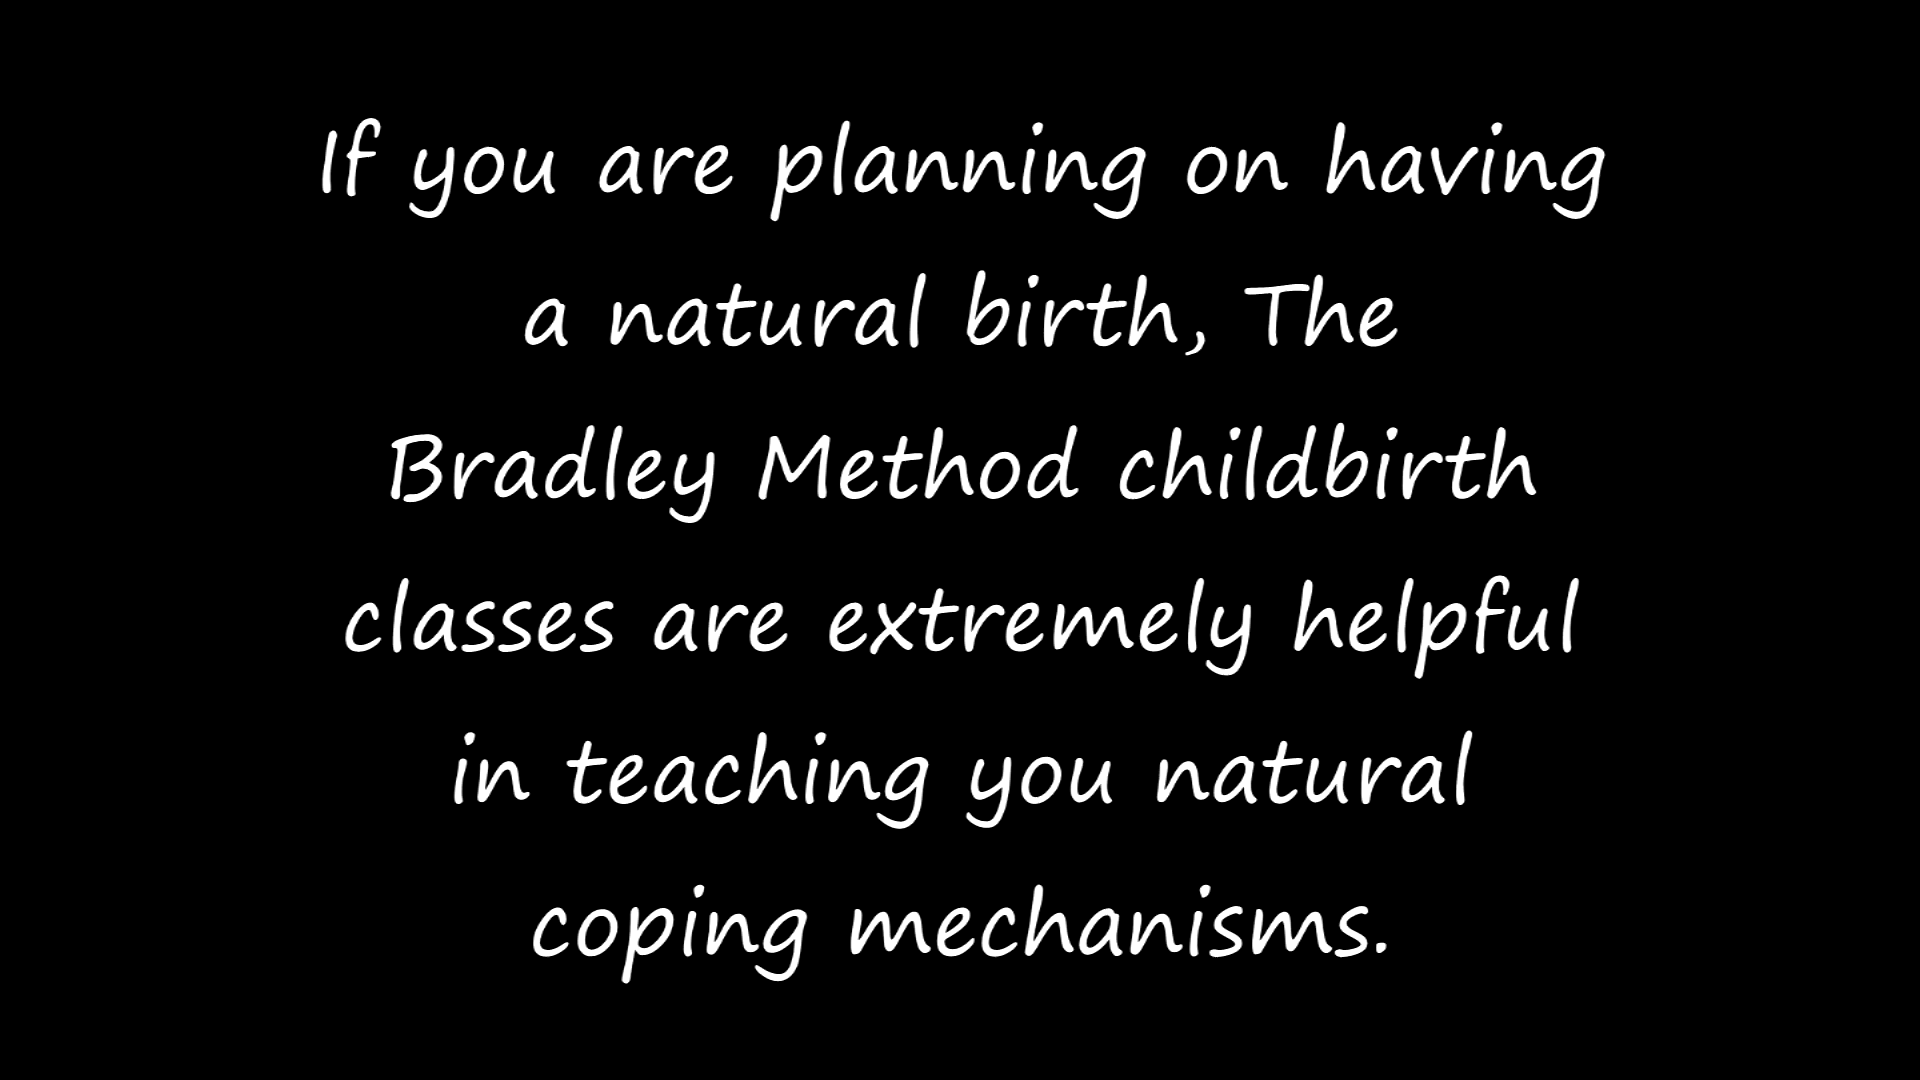 If you are planning on having
a natural birth, The
Bradley Method childbirth
classes are extremely helpful
in teaching you natural
coping mechanisms.